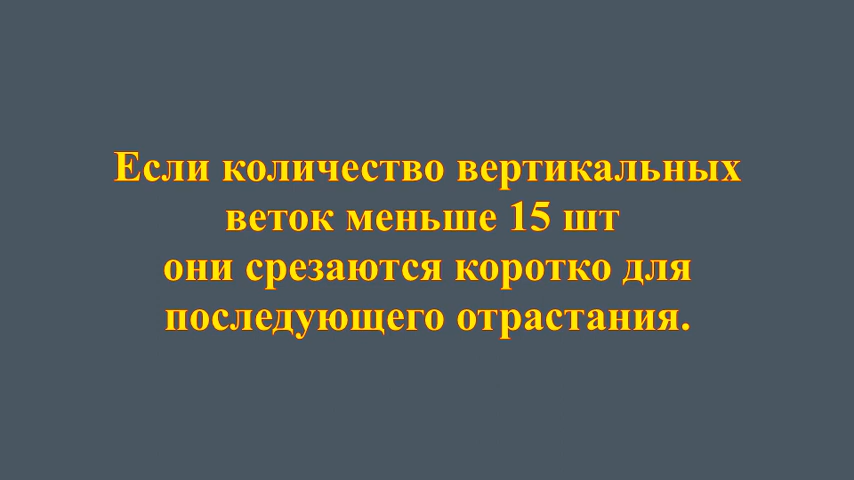 Если количество вертикальных
веток меньше 15 шт
они срезаются коротко для
последующего отрастания.